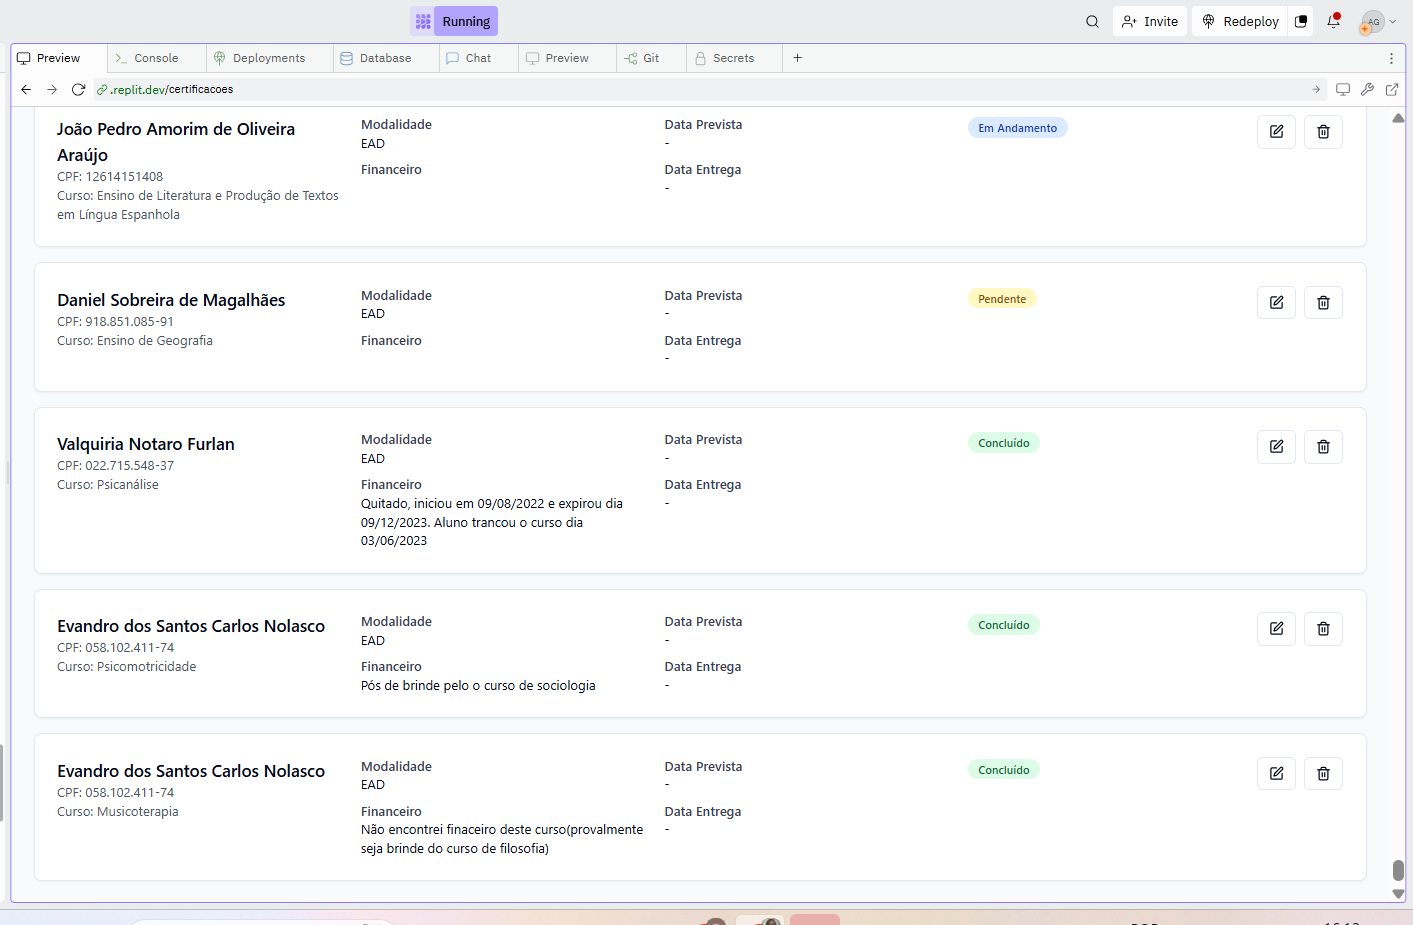 Running
Invite
Redeploy
AG
Preview
Console
Deployments
Database
Chat
Preview
Git
Secrets
.replit.dev/certificacoes
João Pedro Amorim de Oliveira
Araújo
CPF: 12614151408
Curso: Ensino de Literatura e Produção de Textos
em Língua Espanhola
Modalidade
EAD
Financeiro
Data Prevista
-
Data Entrega
-
Em Andamento
Daniel Sobreira de Magalhães
CPF: 918.851.085-91
Curso: Ensino de Geografia
Modalidade
EAD
Financeiro
Data Prevista
-
Data Entrega
-
Pendente
Valquiria Notaro Furlan
CPF: 022.715.548-37
Curso: Psicanálise
Modalidade
EAD
Financeiro
Quitado, iniciou em 09/08/2022 e expirou dia
09/12/2023. Aluno trancou o curso dia
03/06/2023
Data Prevista
-
Data Entrega
-
Concluído
Evandro dos Santos Carlos Nolasco
CPF: 058.102.411-74
Curso: Psicomotricidade
Modalidade
EAD
Financeiro
Pós de brinde pelo o curso de sociologia
Data Prevista
-
Data Entrega
-
Concluído
Evandro dos Santos Carlos Nolasco
CPF: 058.102.411-74
Curso: Musicoterapia
Modalidade
EAD
Financeiro
Não encontrei finaceiro deste curso(provalmente
seja brinde do curso de filosofia)
Data Prevista
-
Data Entrega
-
Concluído